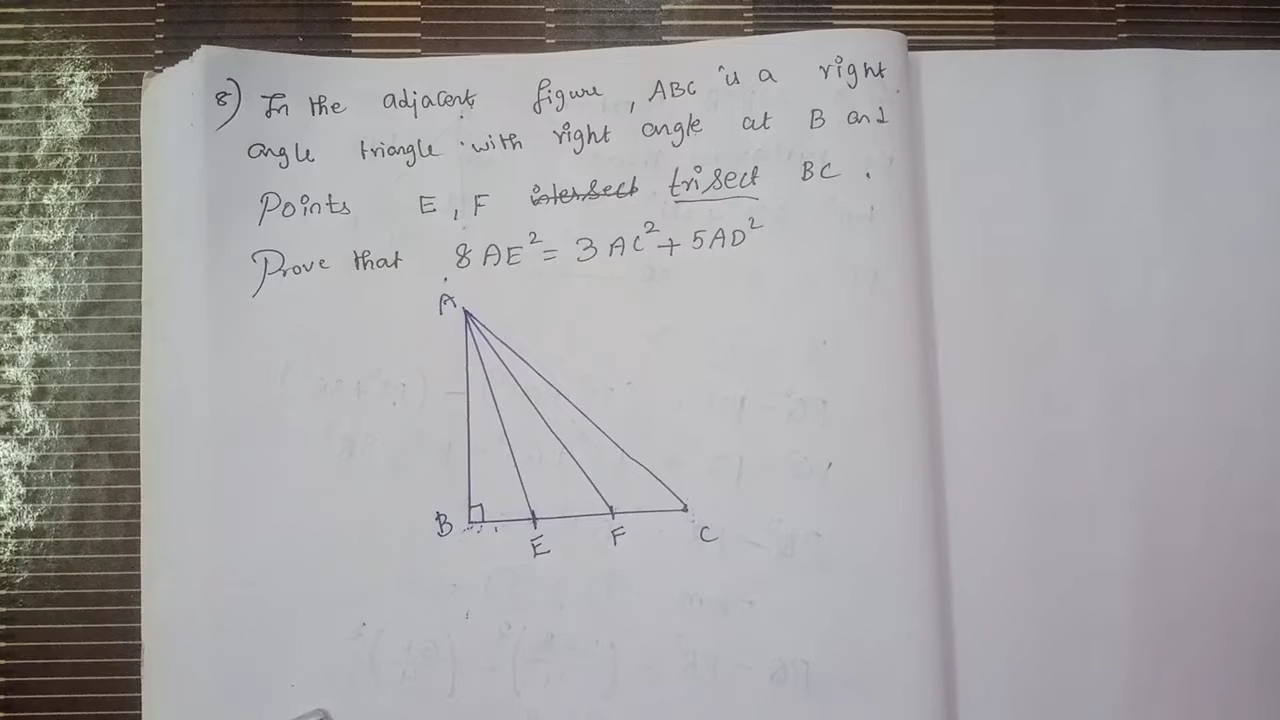 8) In the adjacent figure, ABC is a right
angle triangle with right angle at B and
Points E, F intersect trisect BC.
Prove that 8AE² = 3AC² + 5AD²
A
B
E
F
C